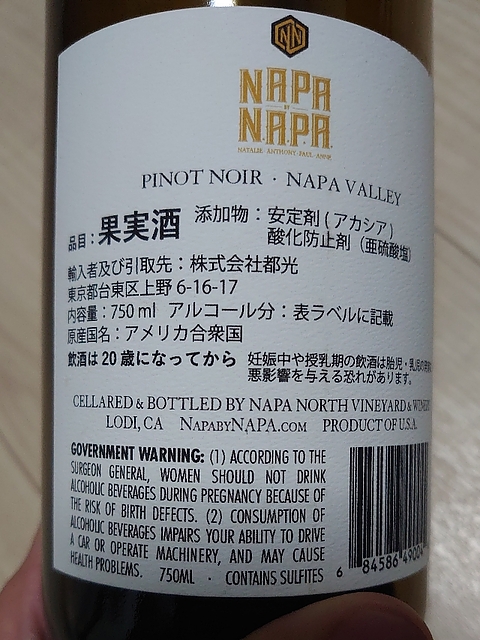 NAPA
BY
N.A.P.A.
NATALIE · ANTHONY · PAUL · ANNE
PINOT NOIR · NAPA VALLEY
品目：果実酒 添加物：安定剤（アカシア）
酸化防止剤（亜硫酸塩）
輸入者及び引取先：株式会社都光
東京都台東区上野 6-16-17
内容量：750 ml アルコール分：表ラベルに記載
原産国名：アメリカ合衆国
飲酒は 20 歳になってから 妊娠中や授乳期の飲酒は胎児・乳児の
悪影響を与える恐れがあります。
CELLARED & BOTTLED BY NAPA NORTH VINEYARD &
LODI, CA NAPABYNAPA.COM PRODUCT OF U.S.A.
GOVERNMENT WARNING: (1) ACCORDING TO THE
SURGEON GENERAL, WOMEN SHOULD NOT DRINK
ALCOHOLIC BEVERAGES DURING PREGNANCY BECAUSE OF
THE RISK OF BIRTH DEFECTS. (2) CONSUMPTION OF
ALCOHOLIC BEVERAGES IMPAIRS YOUR ABILITY TO DRIVE
A CAR OR OPERATE MACHINERY, AND MAY CAUSE
HEALTH PROBLEMS. 750ML · CONTAINS SULFITES
6 84586 49004